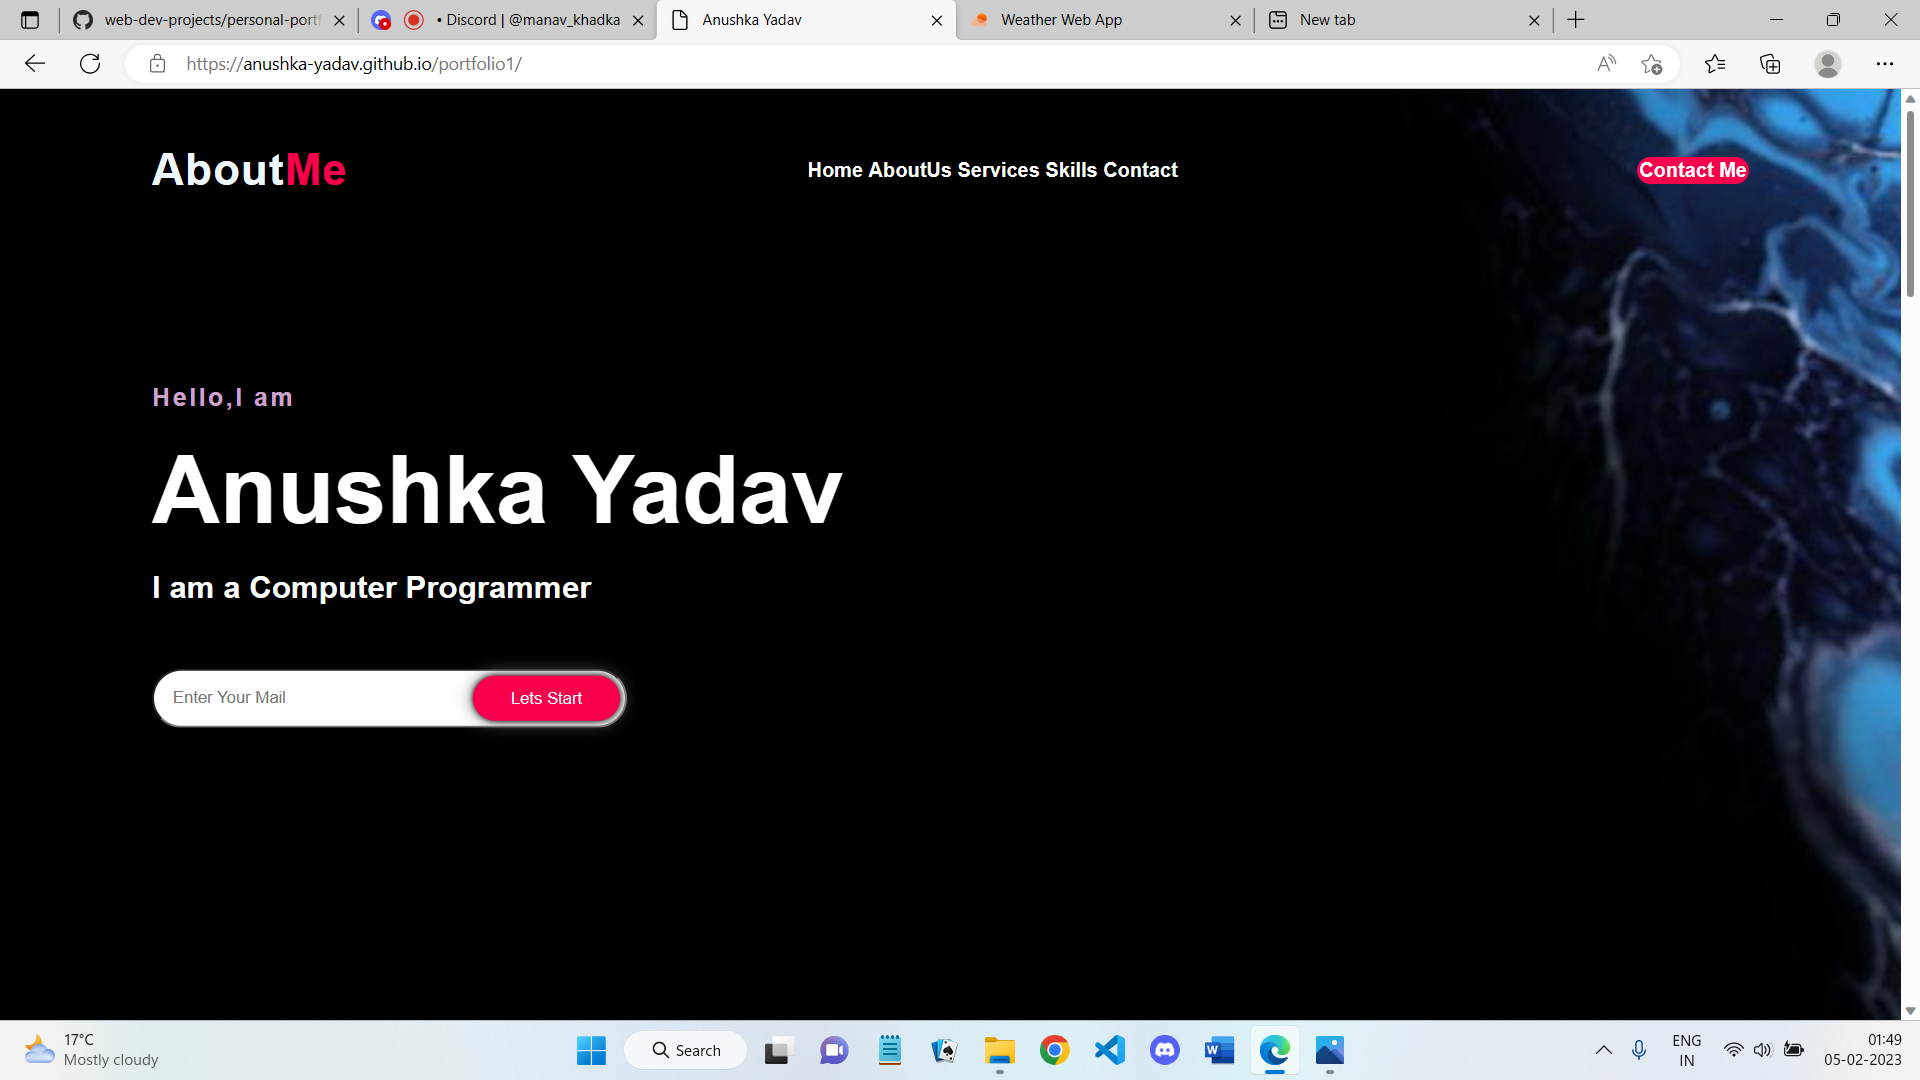 web-dev-projects/personal-portf
• Discord | @manav_khadka
Anushka Yadav
Weather Web App
New tab
https://anushka-yadav.github.io/portfolio1/
AboutMe
Home AboutUs Services Skills Contact
Contact Me
Hello,I am
Anushka Yadav
I am a Computer Programmer
Enter Your Mail
Lets Start
17°C
Mostly cloudy
Search
ENG
IN
01:49
05-02-2023